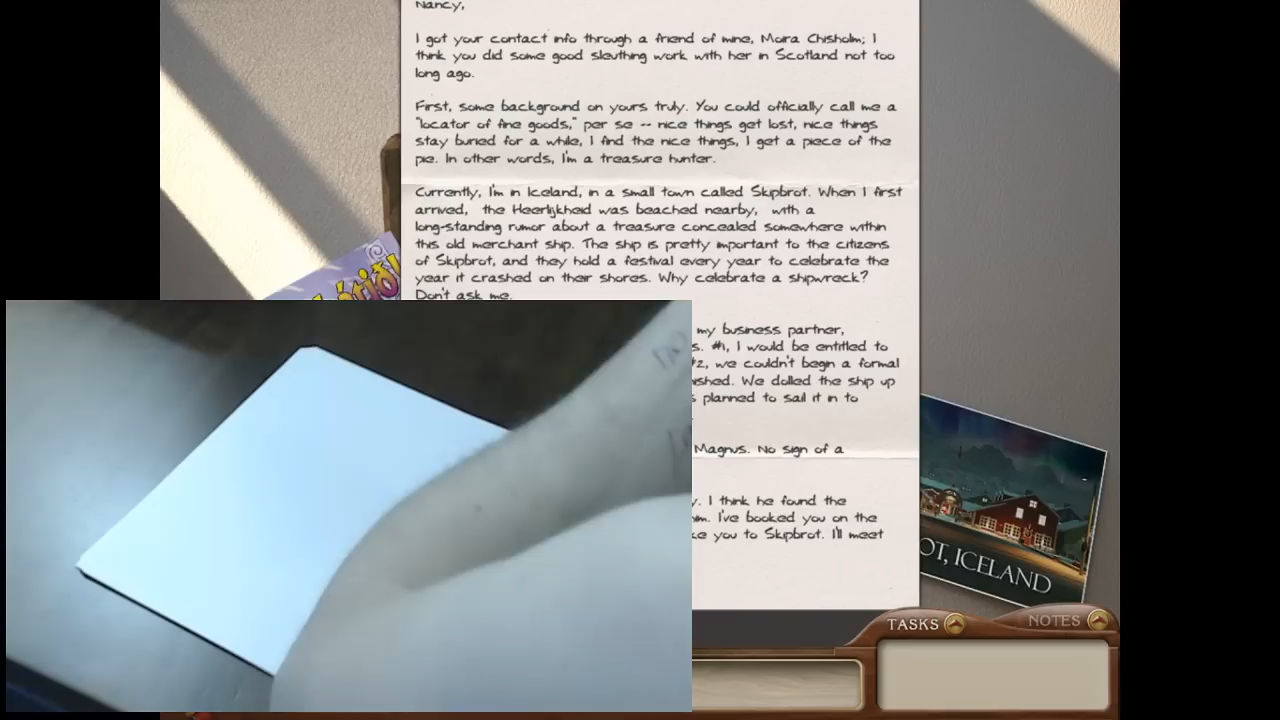 Nancy,
I got your contact info through a friend of mine, Moira Chisholm; I
think you did some good sleuthing work with her in Scotland not too
long ago.
First, some background on yours truly. You could officially call me a
"locator of fine goods," per se -- nice things get lost, nice things
stay buried for a while, I find the nice things, I get a piece of the
pie. In other words, I'm a treasure hunter.
Currently, I'm in Iceland, in a small town called Skipbrot. When I first
arrived, the Heerlijkheid was beached nearby, with a
long-standing rumor about a treasure concealed somewhere within
this old merchant ship. The ship is pretty important to the citizens
of Skipbrot, and they hold a festival every year to celebrate the
year it crashed on their shores. Why celebrate a shipwreck?
Don't ask me.
my business partner,
#1, I would be entitled to
we couldn't begin a formal
We dolled the ship up
planned to sail it in to
Magnus. No sign of a
I think he found the
I've booked you on the
you to Skipbrot. I'll meet
OT, ICELAND
TASKS
NOTES